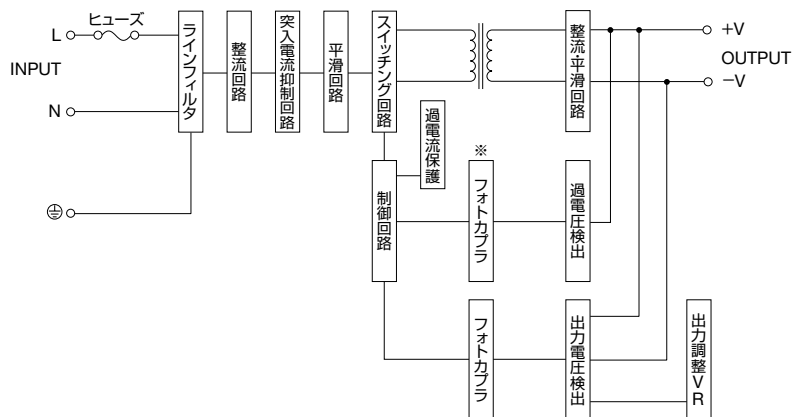 ヒューズ
L
INPUT
N
ラインフィルタ
整流回路
突入電流抑制回路
平滑回路
スイッチング回路
整流・平滑回路
+V
OUTPUT
−V
過電流保護
制御回路
※
フォトカプラ
過電圧検出
フォトカプラ
出力電圧検出
出力調整VR